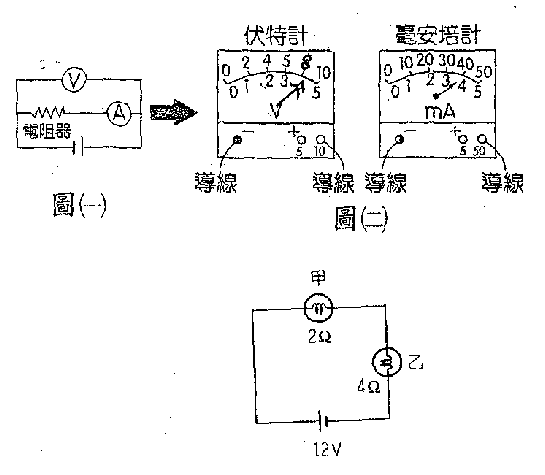 伏特計
毫安培計
0 2 4 5 8 10
0 1 2 3 4 5
V
− + 5 10
0 10 20 30 40 50
0 1 2 3 4 5
mA
− + 5 50
V
A
電阻器
導線 導線 導線 導線
圖(一)
圖(二)
甲
2Ω
乙
4Ω
12V